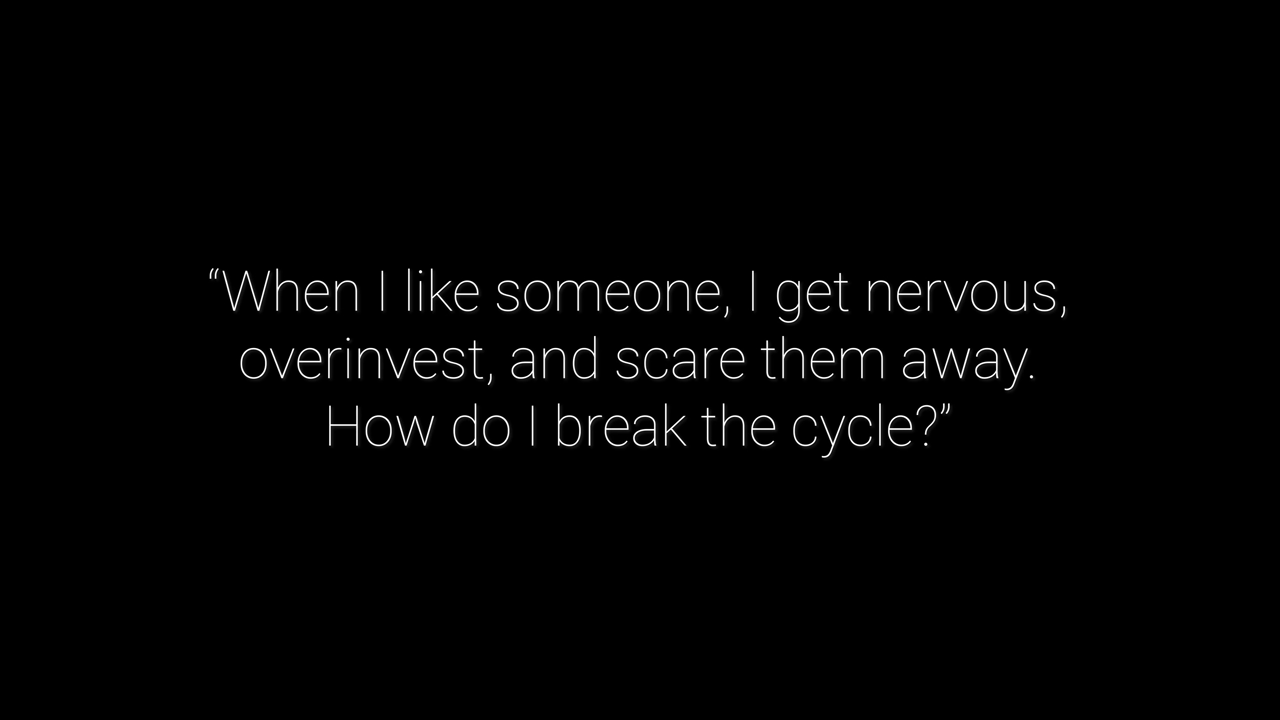 “When I like someone, I get nervous,
overinvest, and scare them away.
How do I break the cycle?”